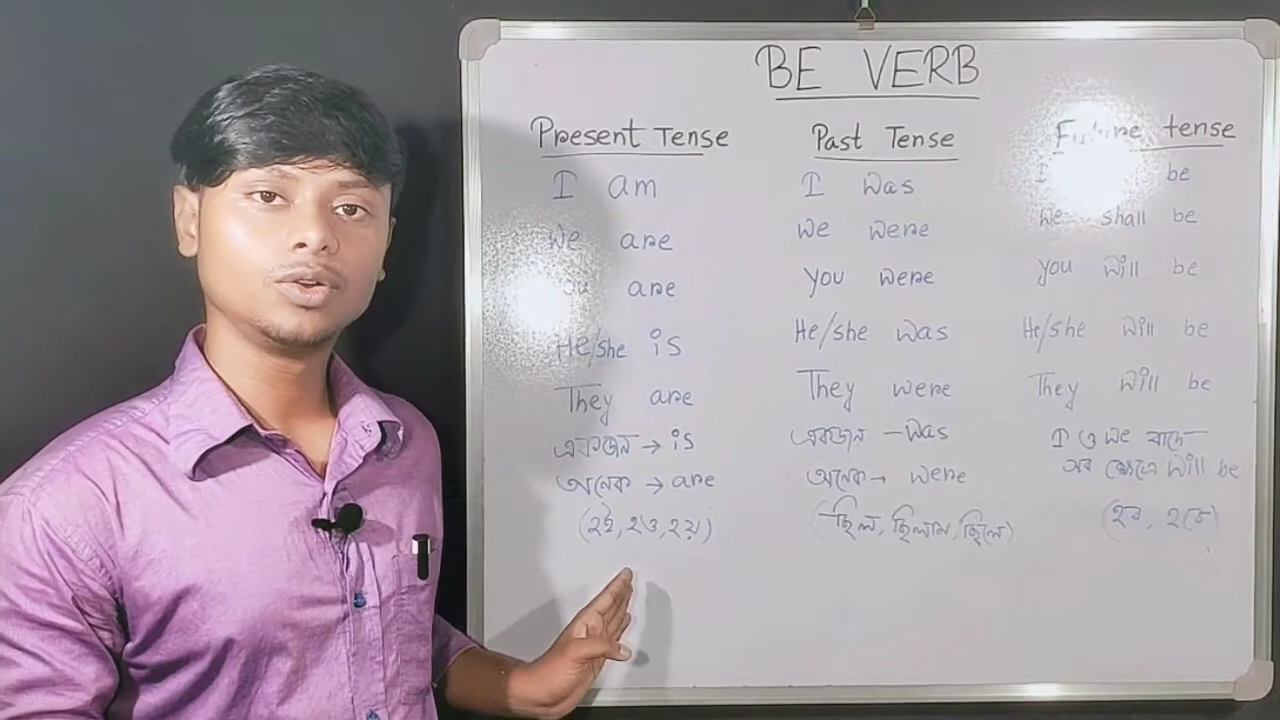 BE VERB
Present Tense
I am
We are
are
He/she is
They are
একজন → is
অনেক → are
(হই, হও, হয়)
Past Tense
I was
We were
you were
He/she was
They were
একজন – was
অনেক → were
(ছিল, ছিলাম, ছিলে)
Future tense
I be
We shall be
you will be
He/she will be
They will be
I ও We বাদে
সব ক্ষেত্রে will be
(হব, হবে)